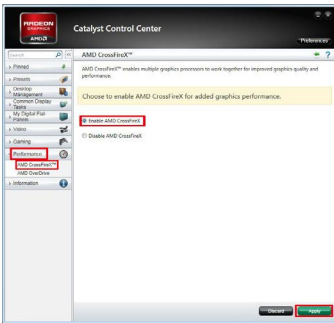 RADEON
GRAPHICS
AMD
Catalyst Control Center
Preferences
Search
AMD CrossFireX™
Pinned
Presets
AMD CrossFireX™ enables multiple graphics processors to work together for improved graphics quality and
performance.
Desktop
Management
Common Display
Tasks
My Digital Flat-
Panels
Video
Gaming
Performance
AMD CrossFireX™
AMD OverDrive
Information
Choose to enable AMD CrossFireX for added graphics performance.
Enable AMD CrossFireX
Disable AMD CrossFireX
Discard
Apply